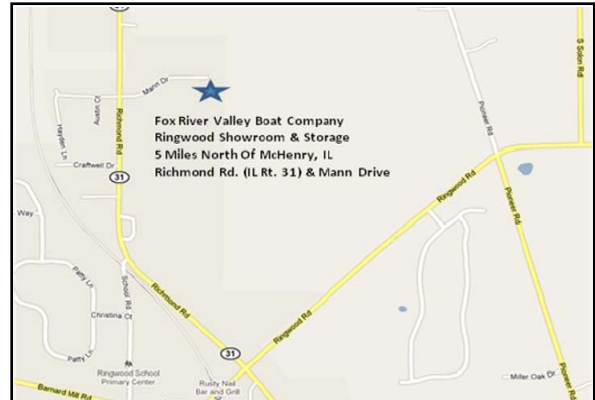 31
S Solon Rd.
Mann Dr
Pioneer Rd
Austin Ct
Richmond Rd
Hayden Ln
Fox River Valley Boat Company
Ringwood Showroom & Storage
5 Miles North Of McHenry, IL
Richmond Rd. (IL Rt. 31) & Mann Drive
Craftwell Dr
31
Ringwood Rd
Way
Patty Ln
School Rd
Richmond Rd
Christina Ct
Ringwood Rd
31
Patty Ln
Ringwood School
Primary Center
Rusty Nail
Bar and Grill
Miller Oak Dr
Pioneer Rd
Barnard Mill Rd